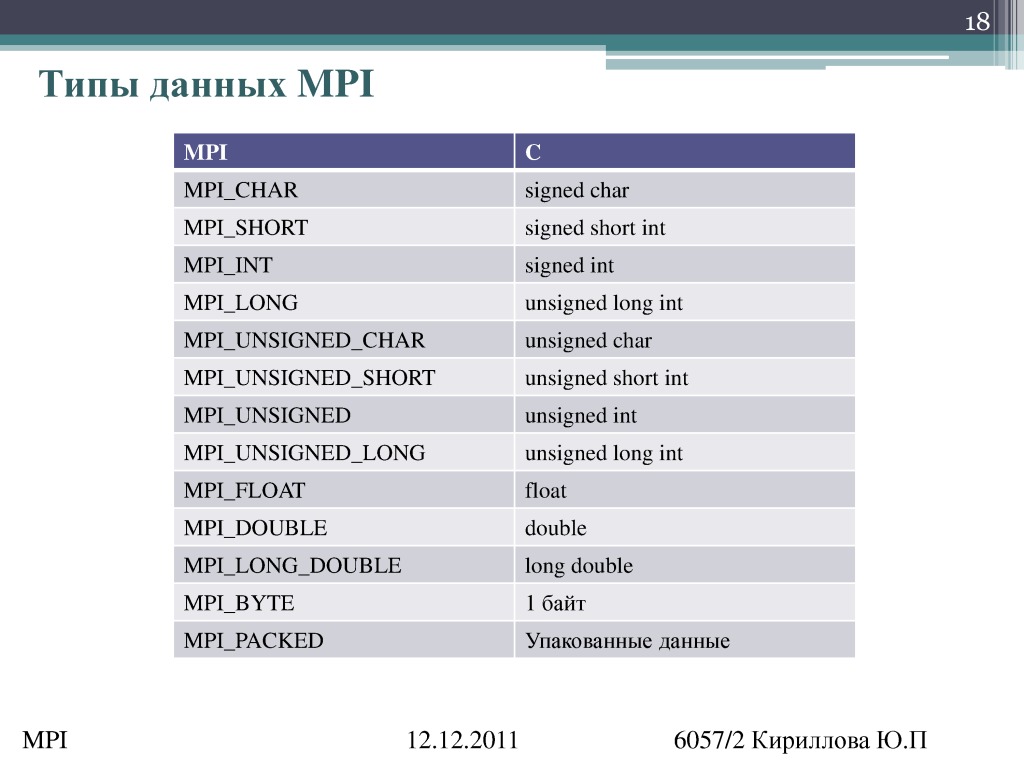 18
Типы данных MPI
MPI C
MPI_CHAR signed char
MPI_SHORT signed short int
MPI_INT signed int
MPI_LONG unsigned long int
MPI_UNSIGNED_CHAR unsigned char
MPI_UNSIGNED_SHORT unsigned short int
MPI_UNSIGNED unsigned int
MPI_UNSIGNED_LONG unsigned long int
MPI_FLOAT float
MPI_DOUBLE double
MPI_LONG_DOUBLE long double
MPI_BYTE 1 байт
MPI_PACKED Упакованные данные
MPI 12.12.2011 6057/2 Кириллова Ю.П